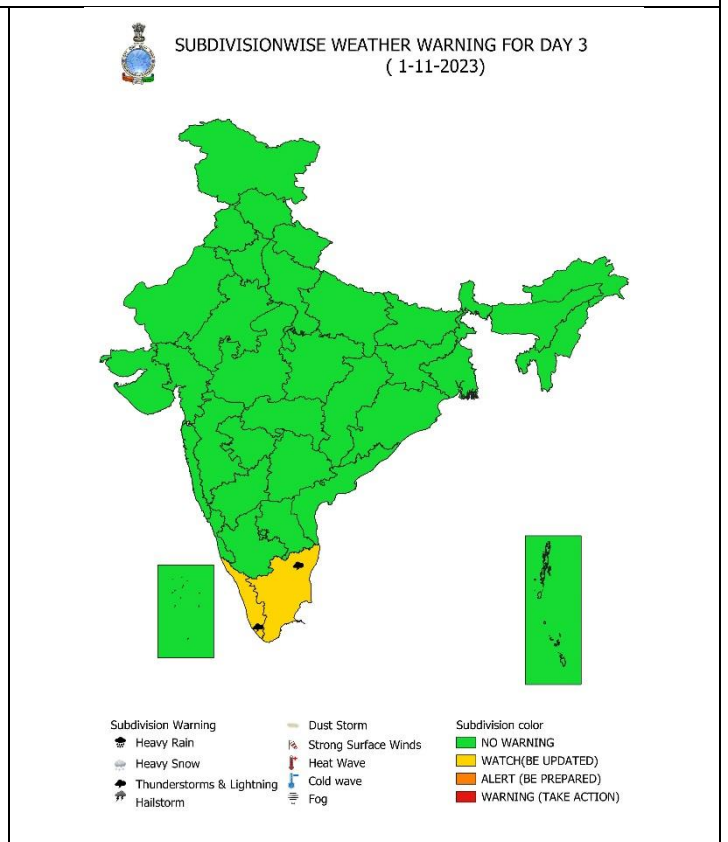 SUBDIVISIONWISE WEATHER WARNING FOR DAY 3
( 1-11-2023)
Subdivision Warning
Heavy Rain
Heavy Snow
Thunderstorms & Lightning
Hailstorm
Dust Storm
Strong Surface Winds
Heat Wave
Cold wave
Fog
Subdivision color
NO WARNING
WATCH(BE UPDATED)
ALERT (BE PREPARED)
WARNING (TAKE ACTION)